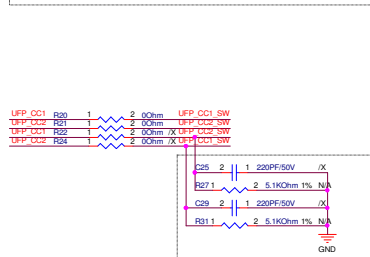 UFP_CC1 R20 1 2 0Ohm UFP_CC1_SW
UFP_CC2 R21 1 2 0Ohm UFP_CC2_SW
UFP_CC1 R22 1 2 0Ohm /X UFP_CC2_SW
UFP_CC2 R24 1 2 0Ohm /X UFP_CC1_SW
C25 2 1 220PF/50V /X
R27 1 2 5.1KOhm 1% N/A
C29 2 1 220PF/50V /X
R31 1 2 5.1KOhm 1% N/A
GND